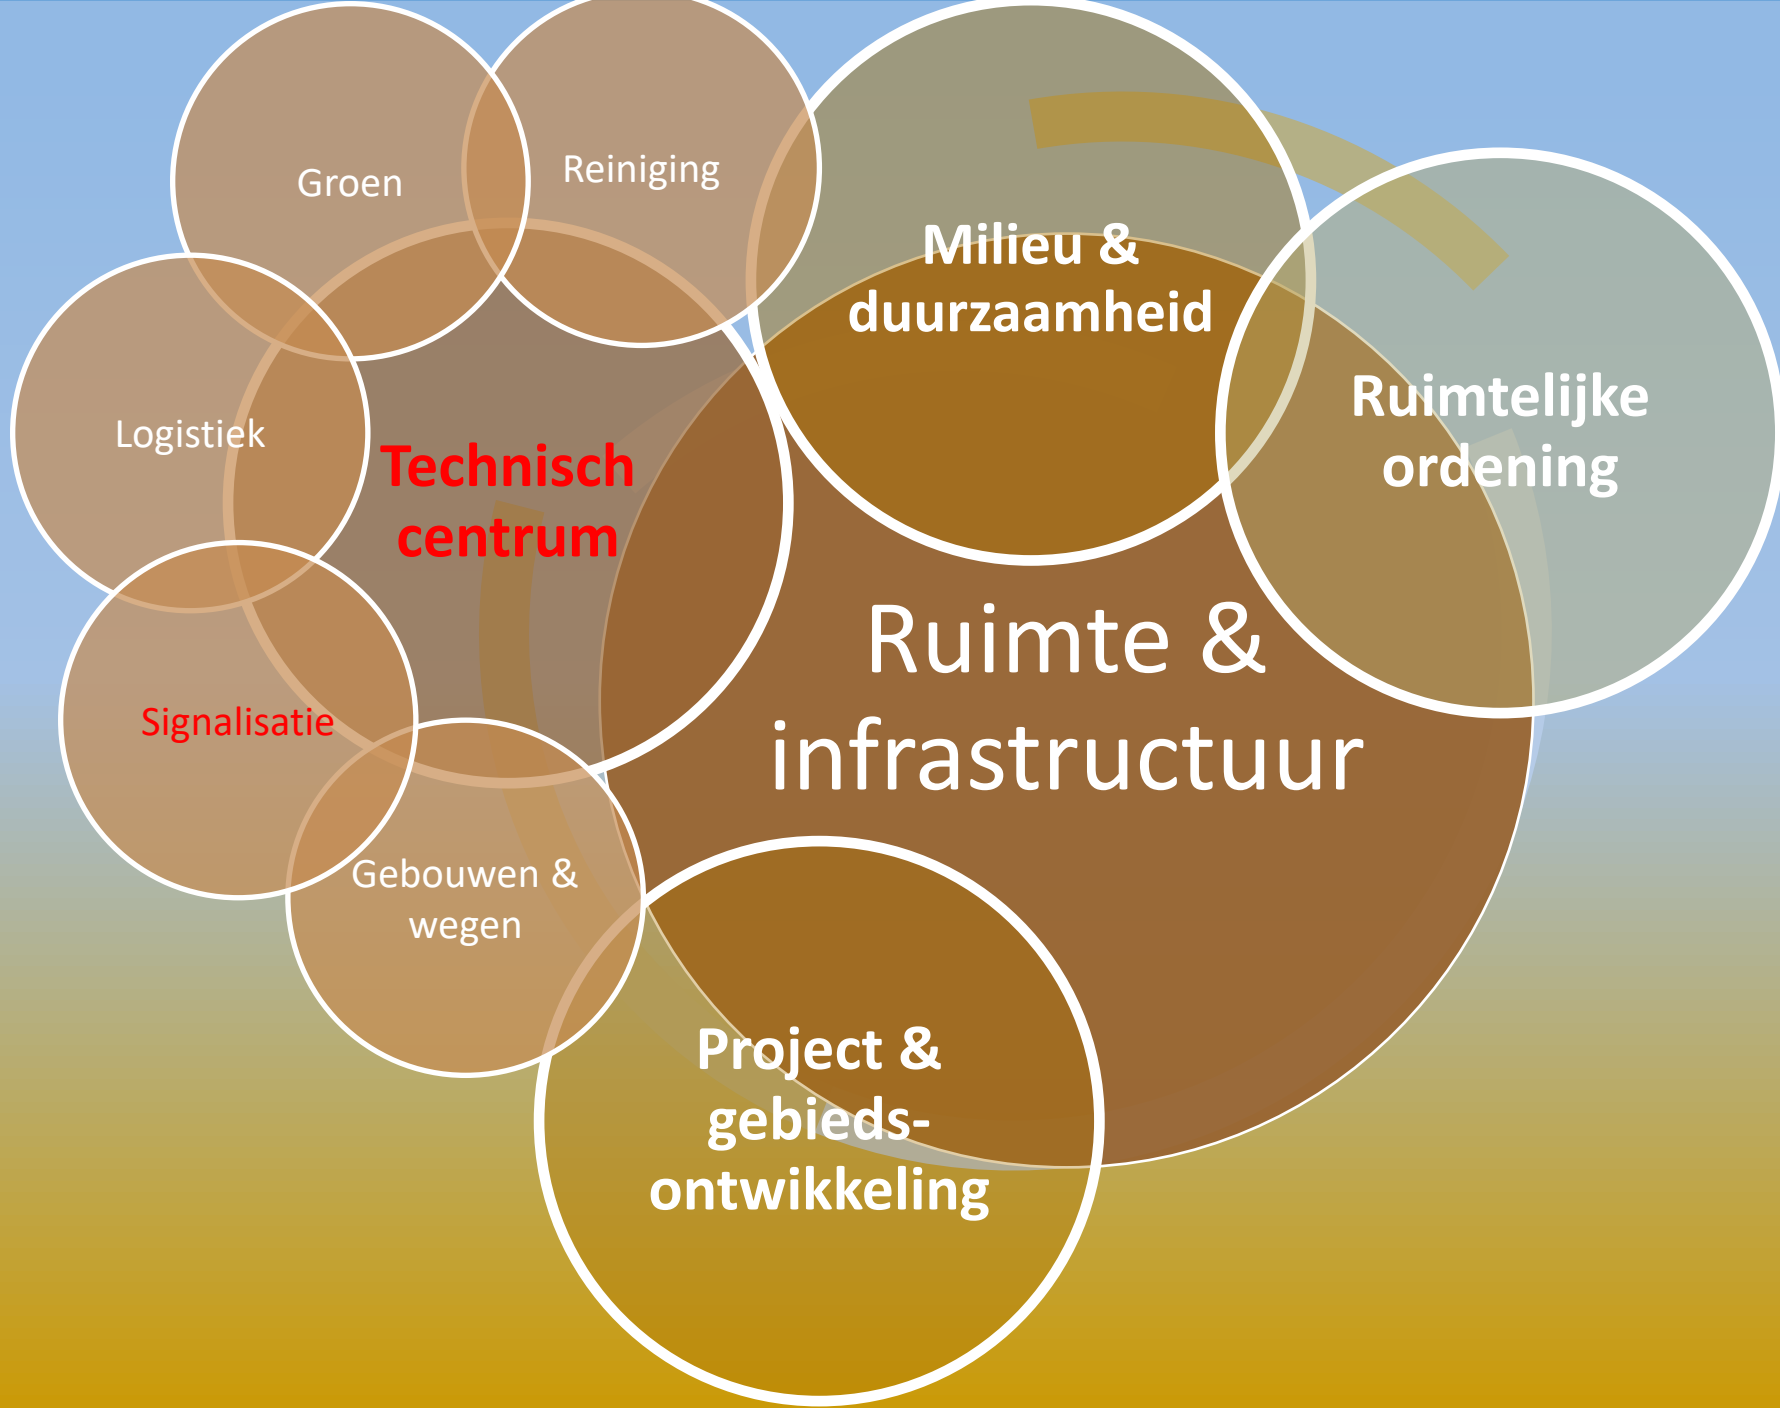 Groen
Reiniging
Milieu &
duurzaamheid
Ruimtelijke
ordening
Logistiek
Technisch
centrum
Ruimte &
infrastructuur
Signalisatie
Gebouwen &
wegen
Project &
gebieds-
ontwikkeling